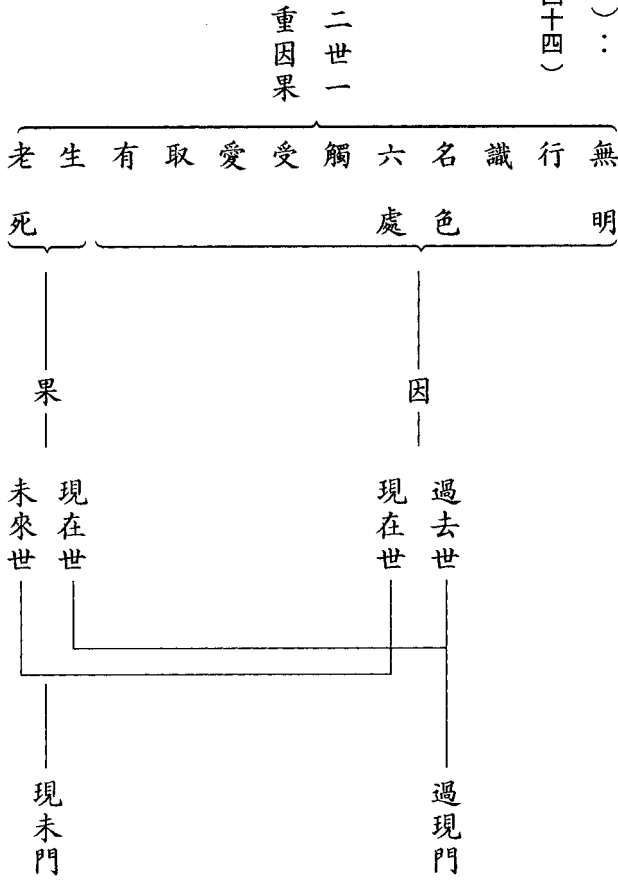 ）：
十四）
二世一
重因果
無明
行
識
名色
六處
觸
受
愛
取
有
生
老死
因
果
過去世
現在世
現在世
未來世
過現門
現未門